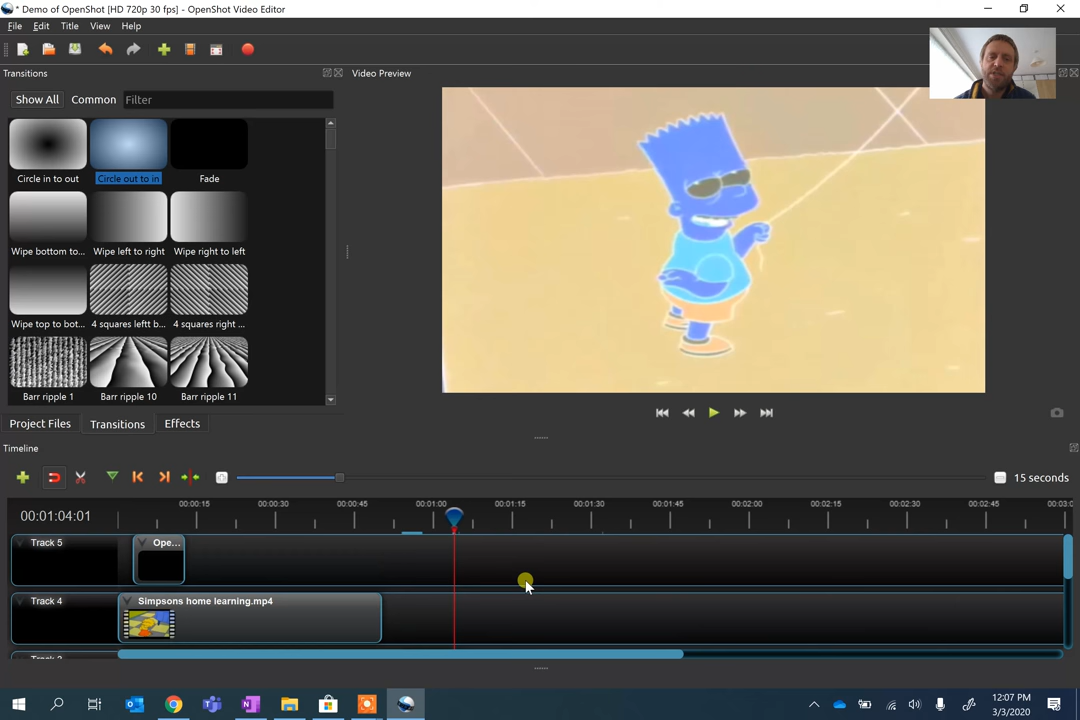 * Demo of OpenShot [HD 720p 30 fps] - OpenShot Video Editor
File Edit Title View Help
Transitions
Video Preview
Show All Common Filter
Circle in to out Circle out to in Fade
Wipe bottom to... Wipe left to right Wipe right to left
Wipe top to bot... 4 squares leftt b... 4 squares right ...
Barr ripple 1 Barr ripple 10 Barr ripple 11
Project Files Transitions Effects
Timeline
15 seconds
00:01:04:01
00:00:15 00:00:30 00:00:45 00:01:00 00:01:15 00:01:30 00:01:45 00:02:00 00:02:15 00:02:30 00:02:45 00:03:0
Track 5 Ope...
Track 4 Simpsons home learning.mp4
12:07 PM
3/3/2020